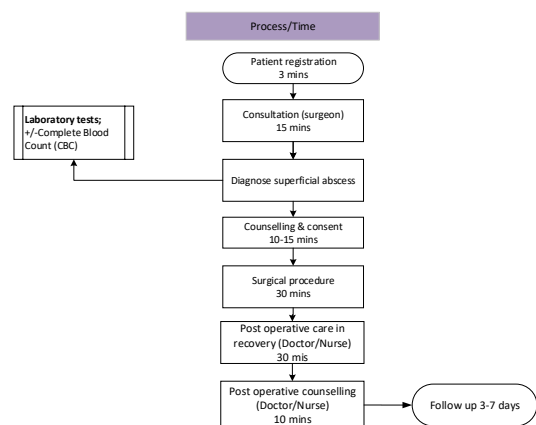 Process/Time
Patient registration
3 mins
Consultation (surgeon)
15 mins
Laboratory tests;
+/-Complete Blood
Count (CBC)
Diagnose superficial abscess
Counselling & consent
10-15 mins
Surgical procedure
30 mins
Post operative care in
recovery (Doctor/Nurse)
30 mis
Post operative counselling
(Doctor/Nurse)
10 mins
Follow up 3-7 days